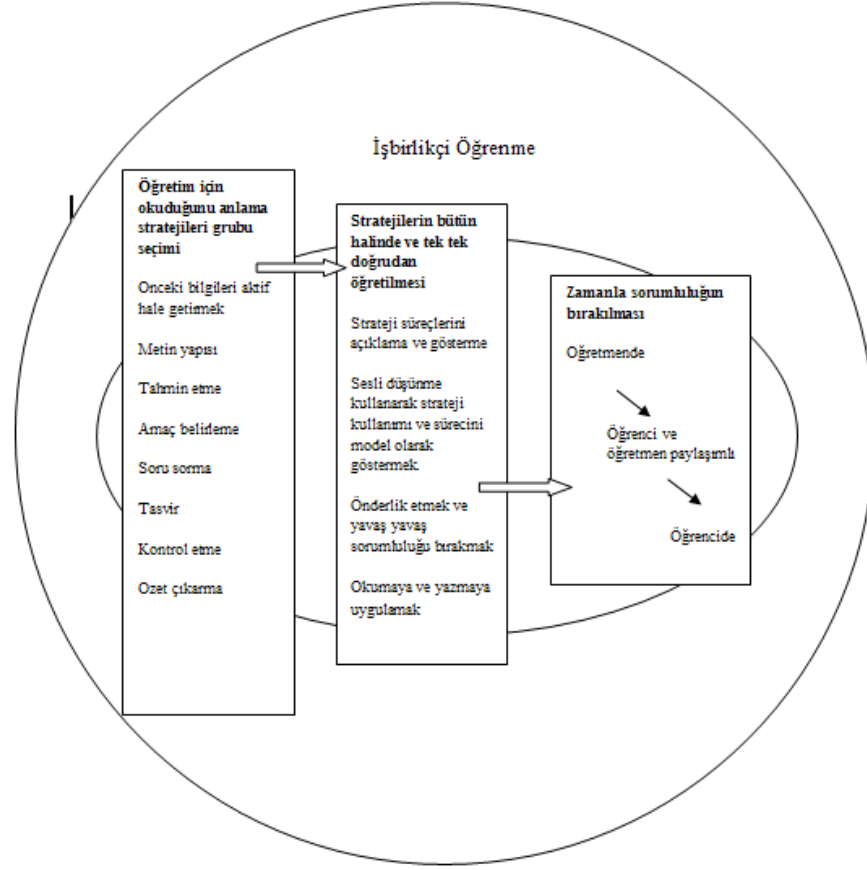 İşbirlikçi Öğrenme
Öğretim için
okuduğunu anlama
stratejileri grubu
seçimi
Onceki bilgileri aktif
hale getirmek
Metin yapısı
Tahmin etme
Amaç belirleme
Soru sorma
Tasvir
Kontrol etme
Ozet çıkarma
Stratejilerin bütün
halinde ve tek tek
doğrudan
öğretilmesi
Strateji süreçlerini
açıklama ve gösterme
Sesli düşünme
kullanarak strateji
kullanımı ve sürecini
model olarak
göstermek.
Önderlik etmek ve
yavaş yavaş
sorumluluğu bırakmak
Okumaya ve yazmaya
uygulamak
Zamanla sorumluluğun
bırakılması
Oğretmende
Öğrenci ve
öğretmen paylaşımlı
Öğrencide